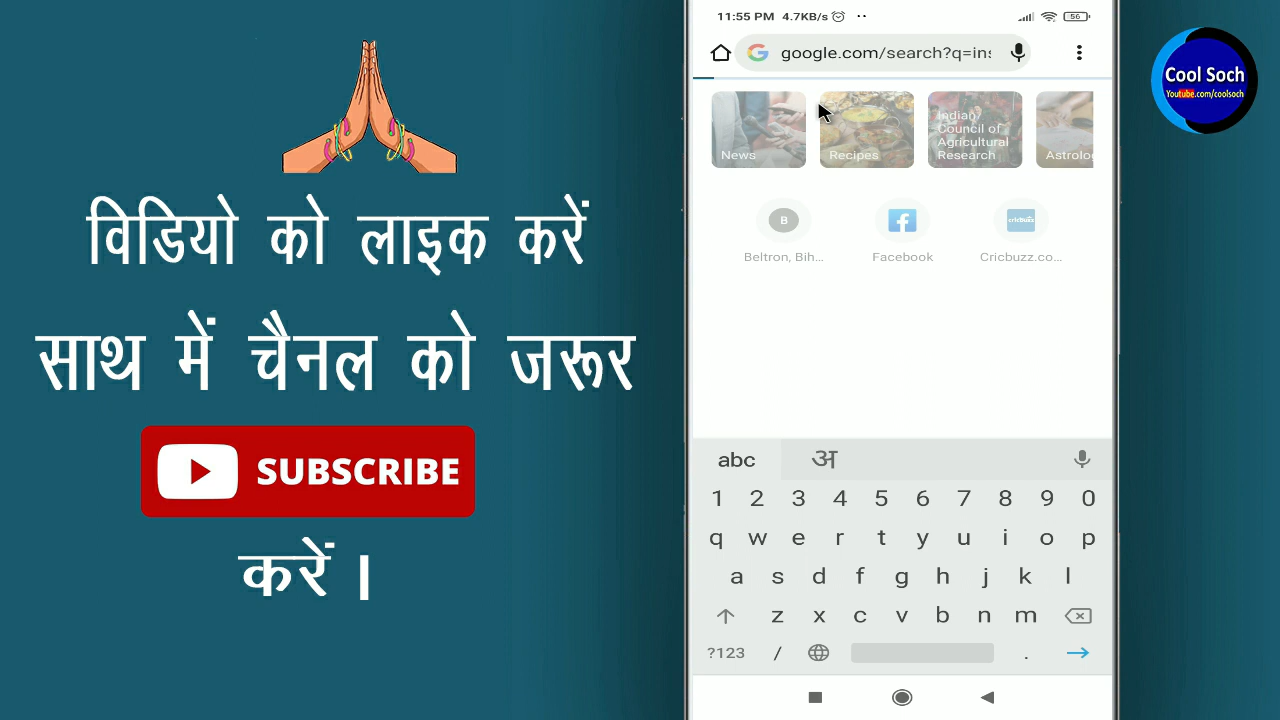 विडियो को लाइक करें
साथ में चैनल को जरूर
SUBSCRIBE
करें।
11:55 PM 4.7KB/s
56
google.com/search?q=ins
News
Recipes
Indian Council of Agricultural Research
Astrolog
B
cricbuzz
Beltron, Bih...
Facebook
Cricbuzz.co...
abc अ
1 2 3 4 5 6 7 8 9 0
q w e r t y u i o p
a s d f g h j k l
z x c v b n m
?123 / .
Cool Soch
Youtube.com/coolsoch